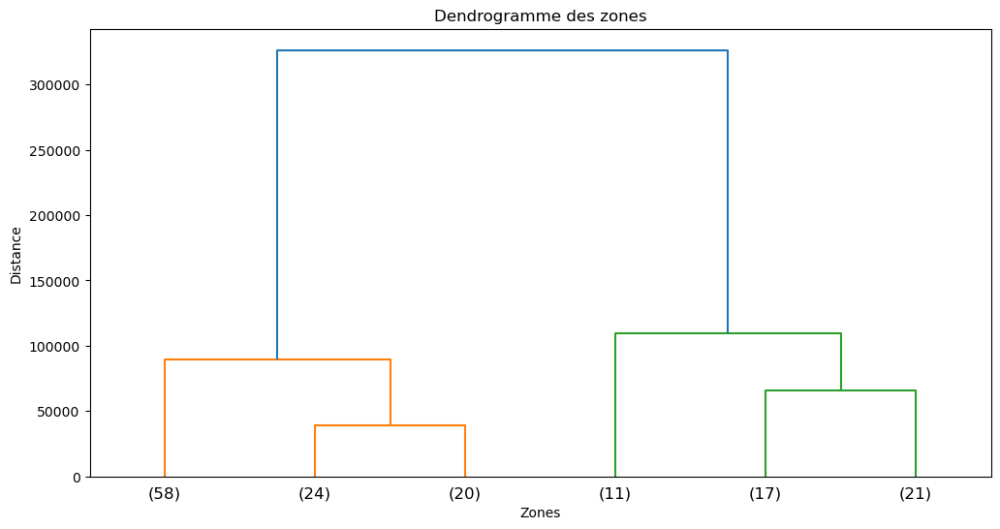 Dendrogramme des zones
Distance
300000
250000
200000
150000
100000
50000
0
(58) (24) (20) (11) (17) (21)
Zones